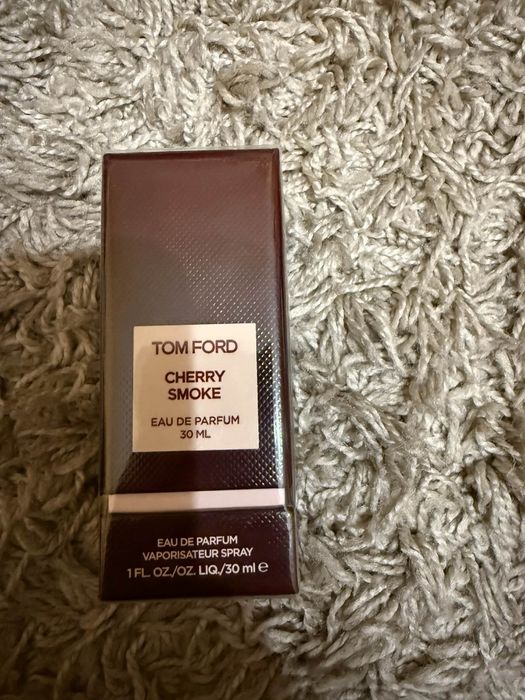 TOM FORD
CHERRY
SMOKE
EAU DE PARFUM
30 ML
EAU DE PARFUM
VAPORISATEUR SPRAY
1 FL. OZ./OZ. LIQ./30 ml ℮